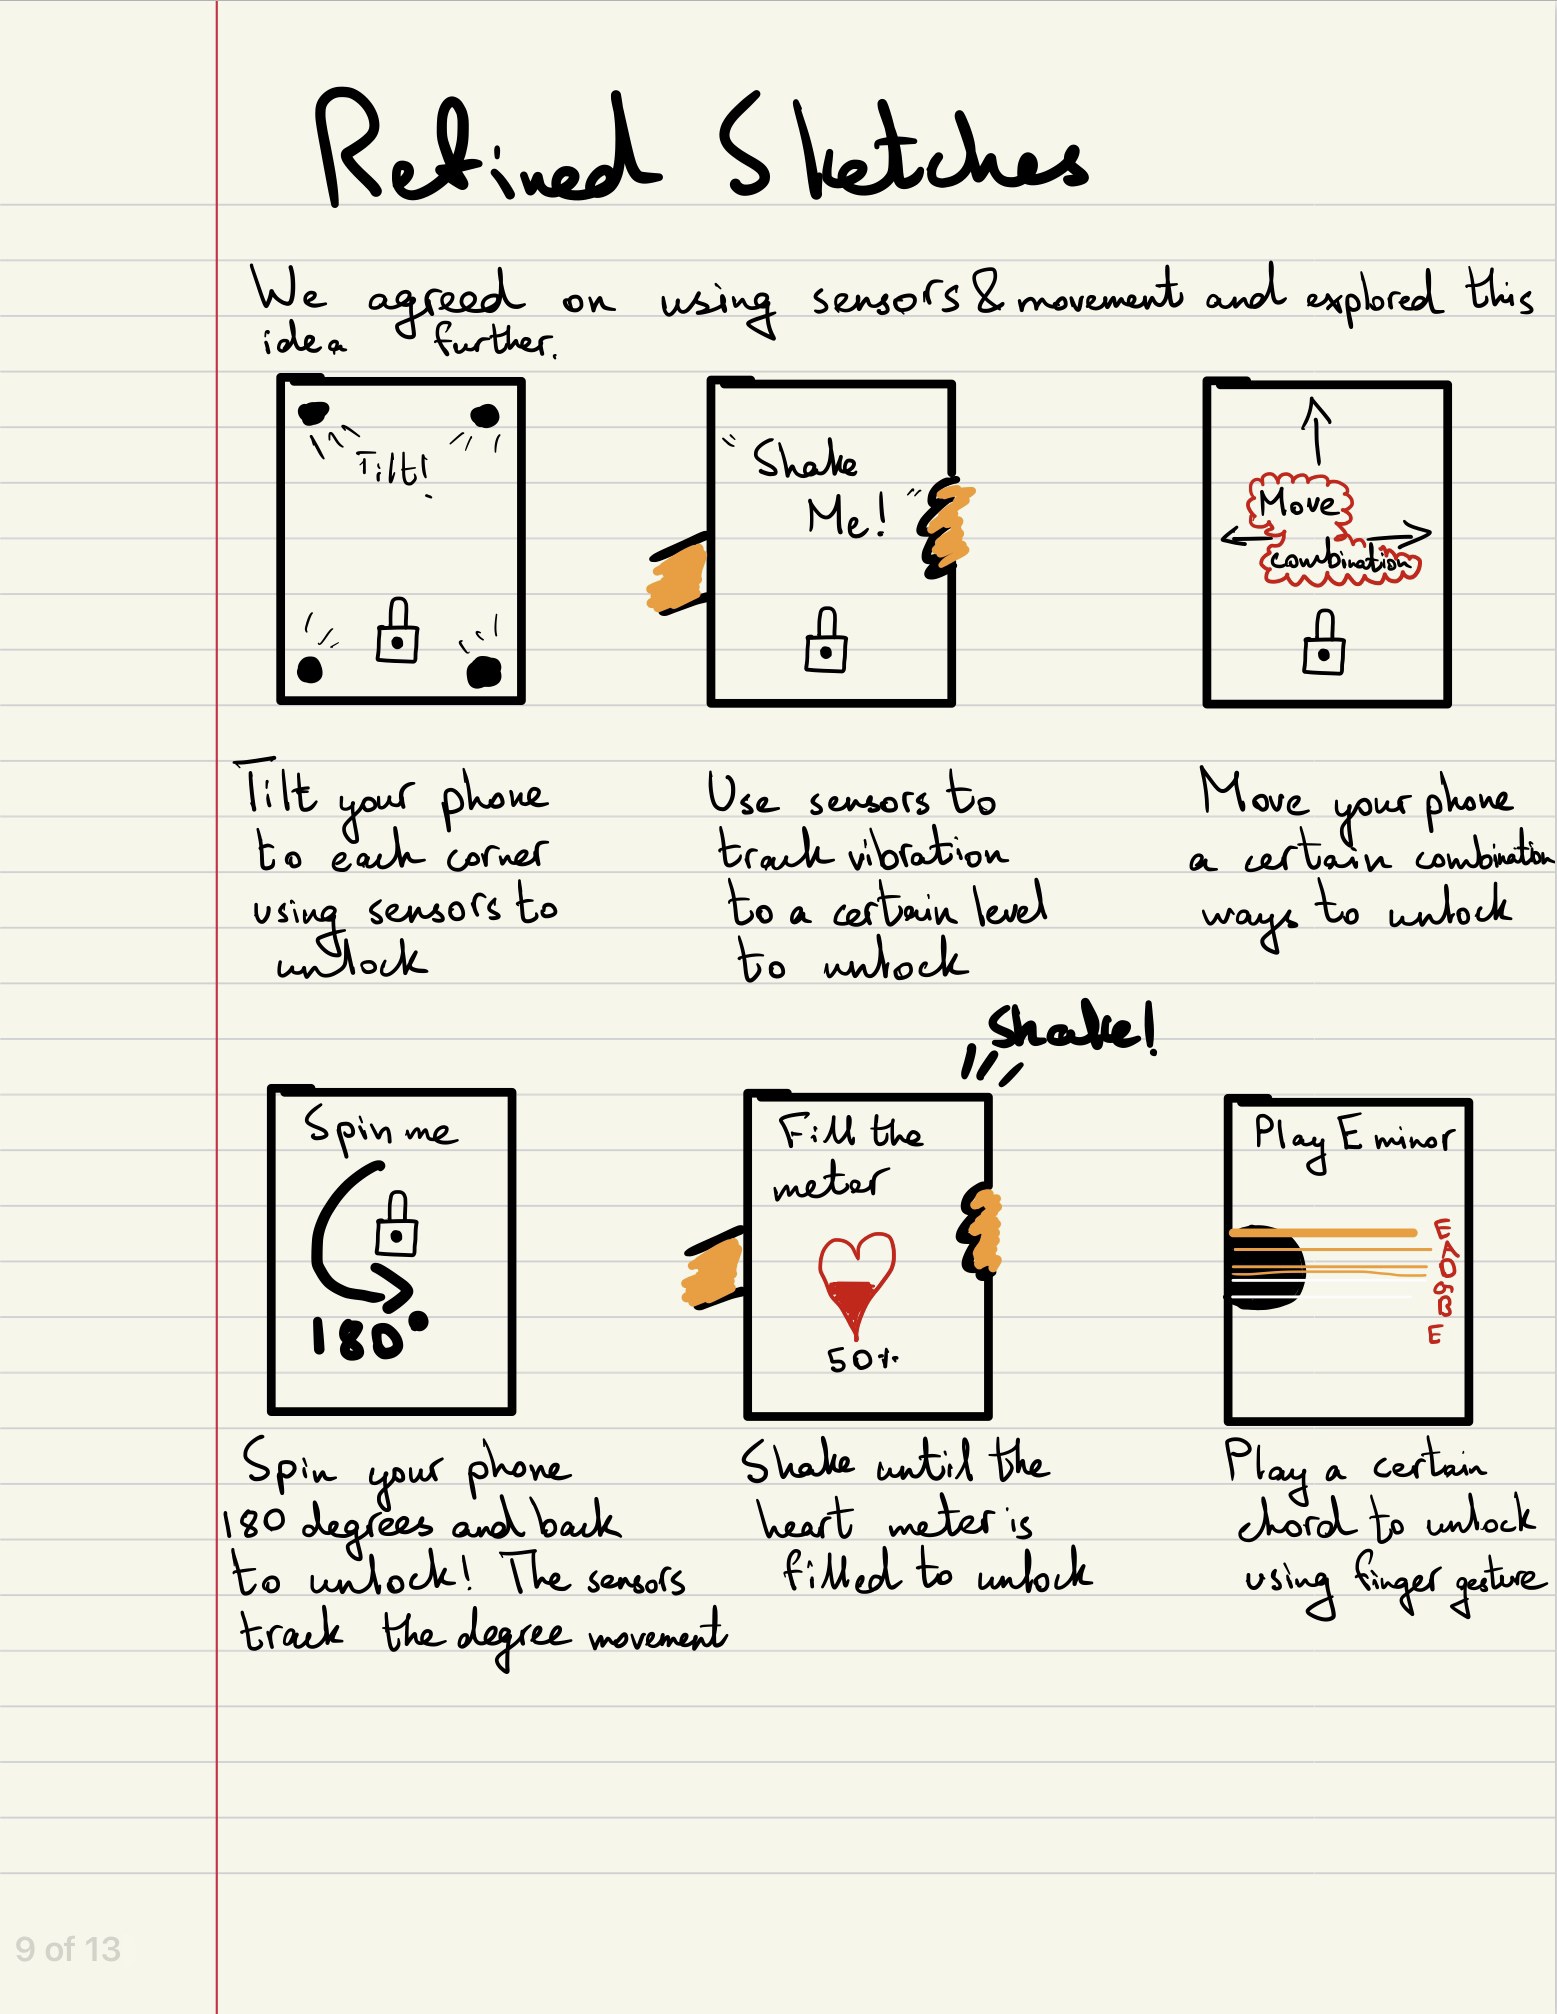 Refined Sketches
We agreed on using sensors & movement and explored this
idea further.
Tilt!
Shake
Me!
Move
combination
Tilt your phone
to each corner
using sensors to
unlock
Use sensors to
track vibration
to a certain level
to unlock
Move your phone
a certain combination
ways to unlock
Shake!
Spin me
180°
Fill the
meter
50%
Play E minor
E
A
D
G
B
E
Spin your phone
180 degrees and back
to unlock! The sensors
track the degree movement
Shake until the
heart meter is
filled to unlock
Play a certain
chord to unlock
using finger gesture
9 of 13